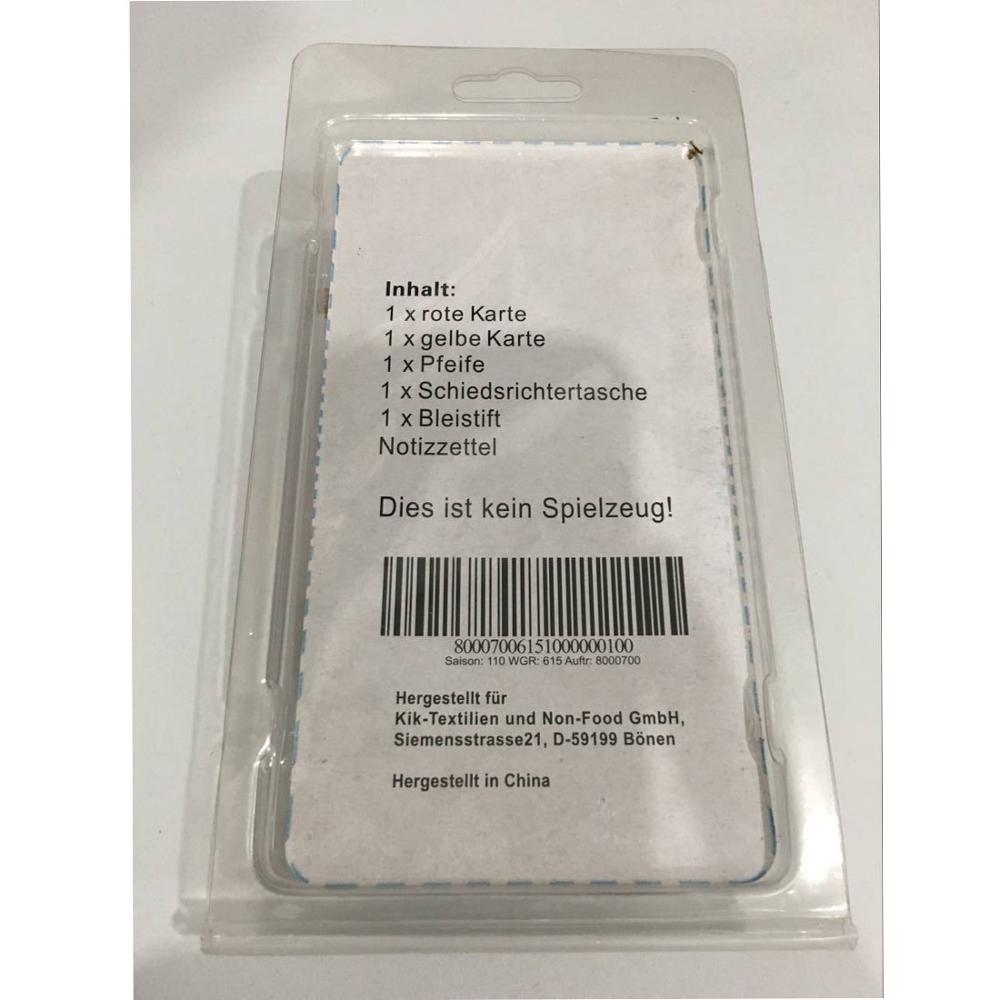 Inhalt:
1 x rote Karte
1 x gelbe Karte
1 x Pfeife
1 x Schiedsrichtertasche
1 x Bleistift
Notizzettel
Dies ist kein Spielzeug!
80007006151000000100
Saison: 110 WGR: 615 Auftr: 8000700
Hergestellt für
Kik-Textilien und Non-Food GmbH,
Siemensstrasse21, D-59199 Bönen
Hergestellt in China